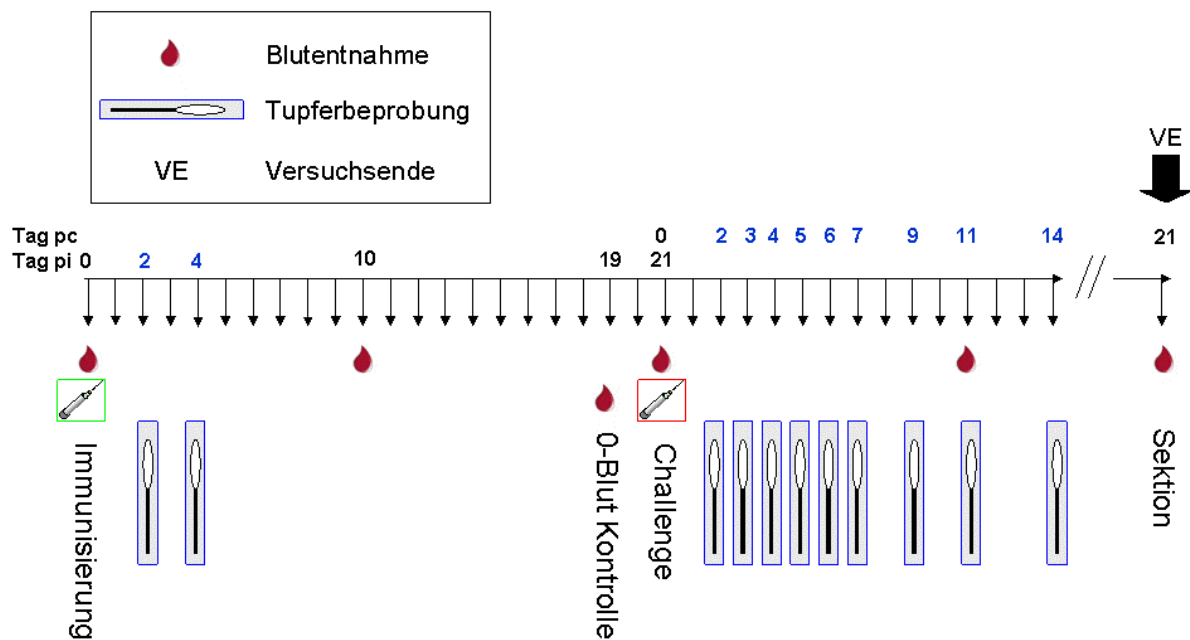 Blutentnahme
Tupferbeprobung
VE Versuchsende
VE
Tag pc 0 2 3 4 5 6 7 9 11 14 21
Tag pi 0 2 4 10 19 21
Immunisierung
0-Blut Kontrolle
Challenge
Sektion